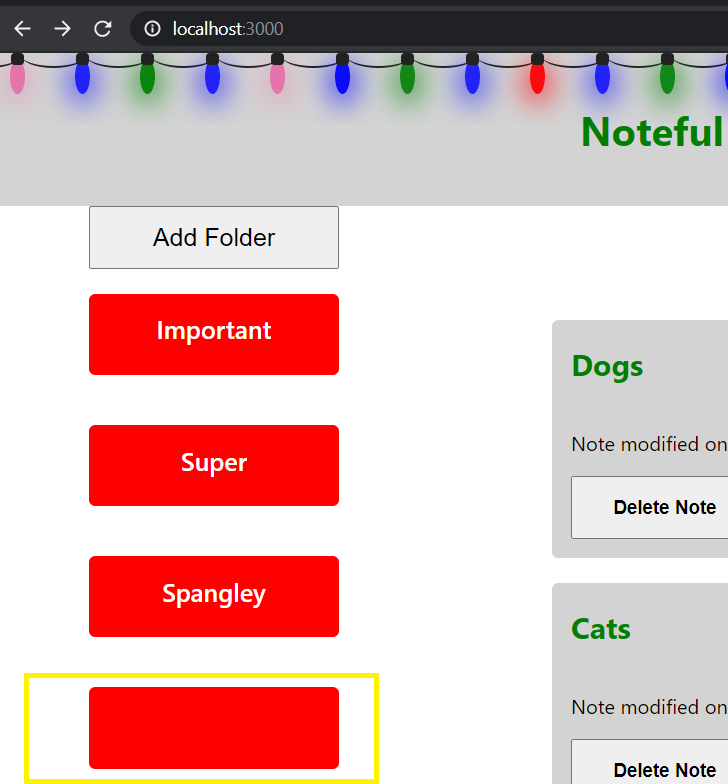 localhost:3000
Noteful
Add Folder
Important
Super
Spangley
Dogs
Note modified on
Delete Note
Cats
Note modified on
Delete Note